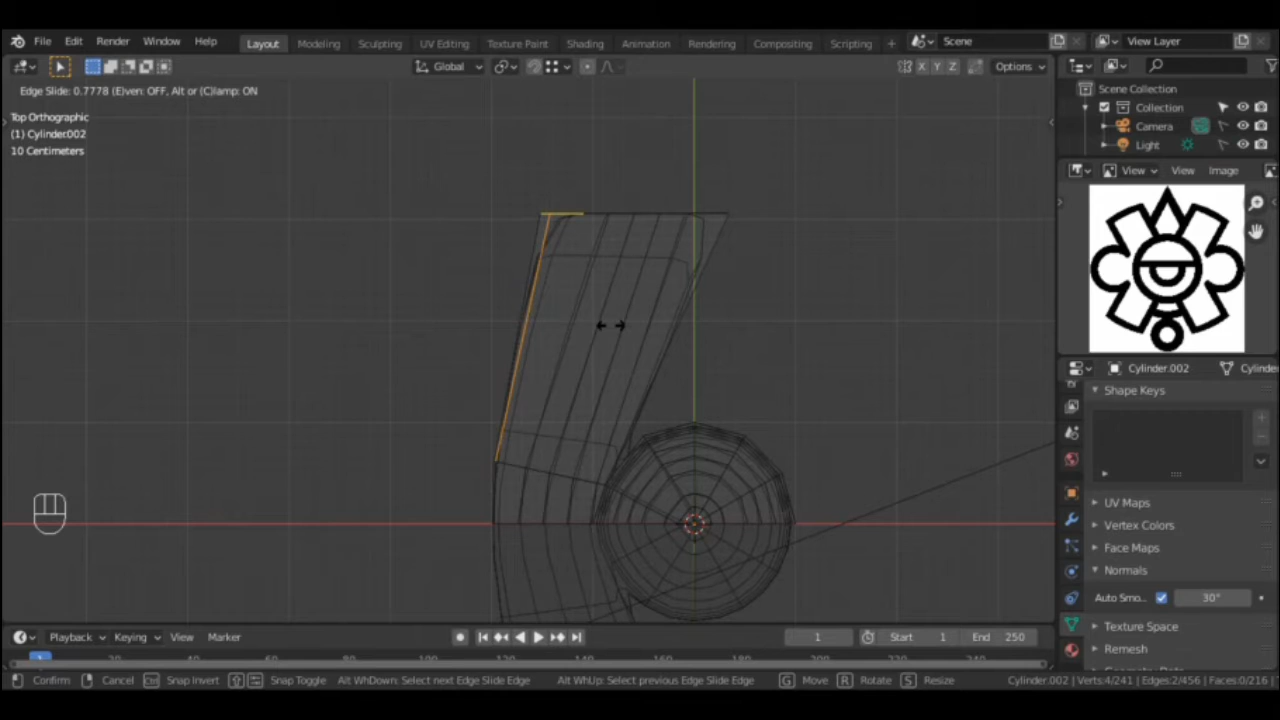 File Edit Render Window Help Layout Modeling Sculpting UV Editing Texture Paint Shading Animation Rendering Compositing Scripting + Scene View Layer
Global X Y Z Options
Edge Slide: 0.7778 (E)ven: OFF, Alt or (C)lamp: ON
Top Orthographic
(1) Cylinder.002
10 Centimeters
Scene Collection
Collection
Camera
Light
View View Image
Cylinder.002 Cylinde
Shape Keys
UV Maps
Vertex Colors
Face Maps
Normals
Auto Smo... 30°
Texture Space
Remesh
Playback Keying View Marker 1 Start 1 End 250
1
Confirm Cancel Snap Invert Snap Toggle Alt WhDown: Select next Edge Slide Edge Alt WhUp: Select previous Edge Slide Edge G Move R Rotate S Resize Cylinder.002 | Verts:4/241 | Edges:2/456 | Faces:0/216 |